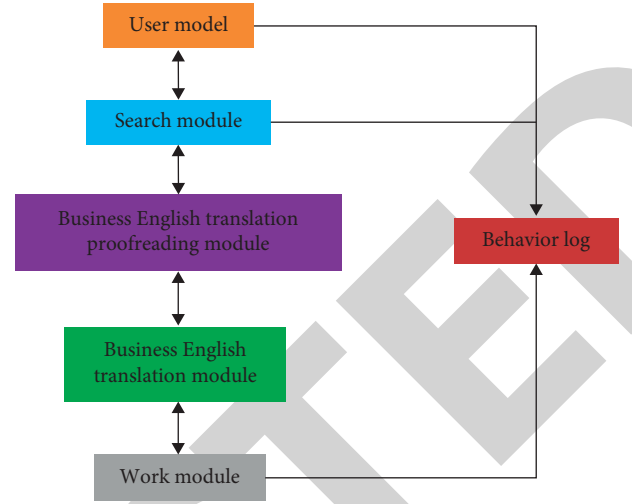 User model
Search module
Business English translation
proofreading module
Behavior log
Business English
translation module
Work module